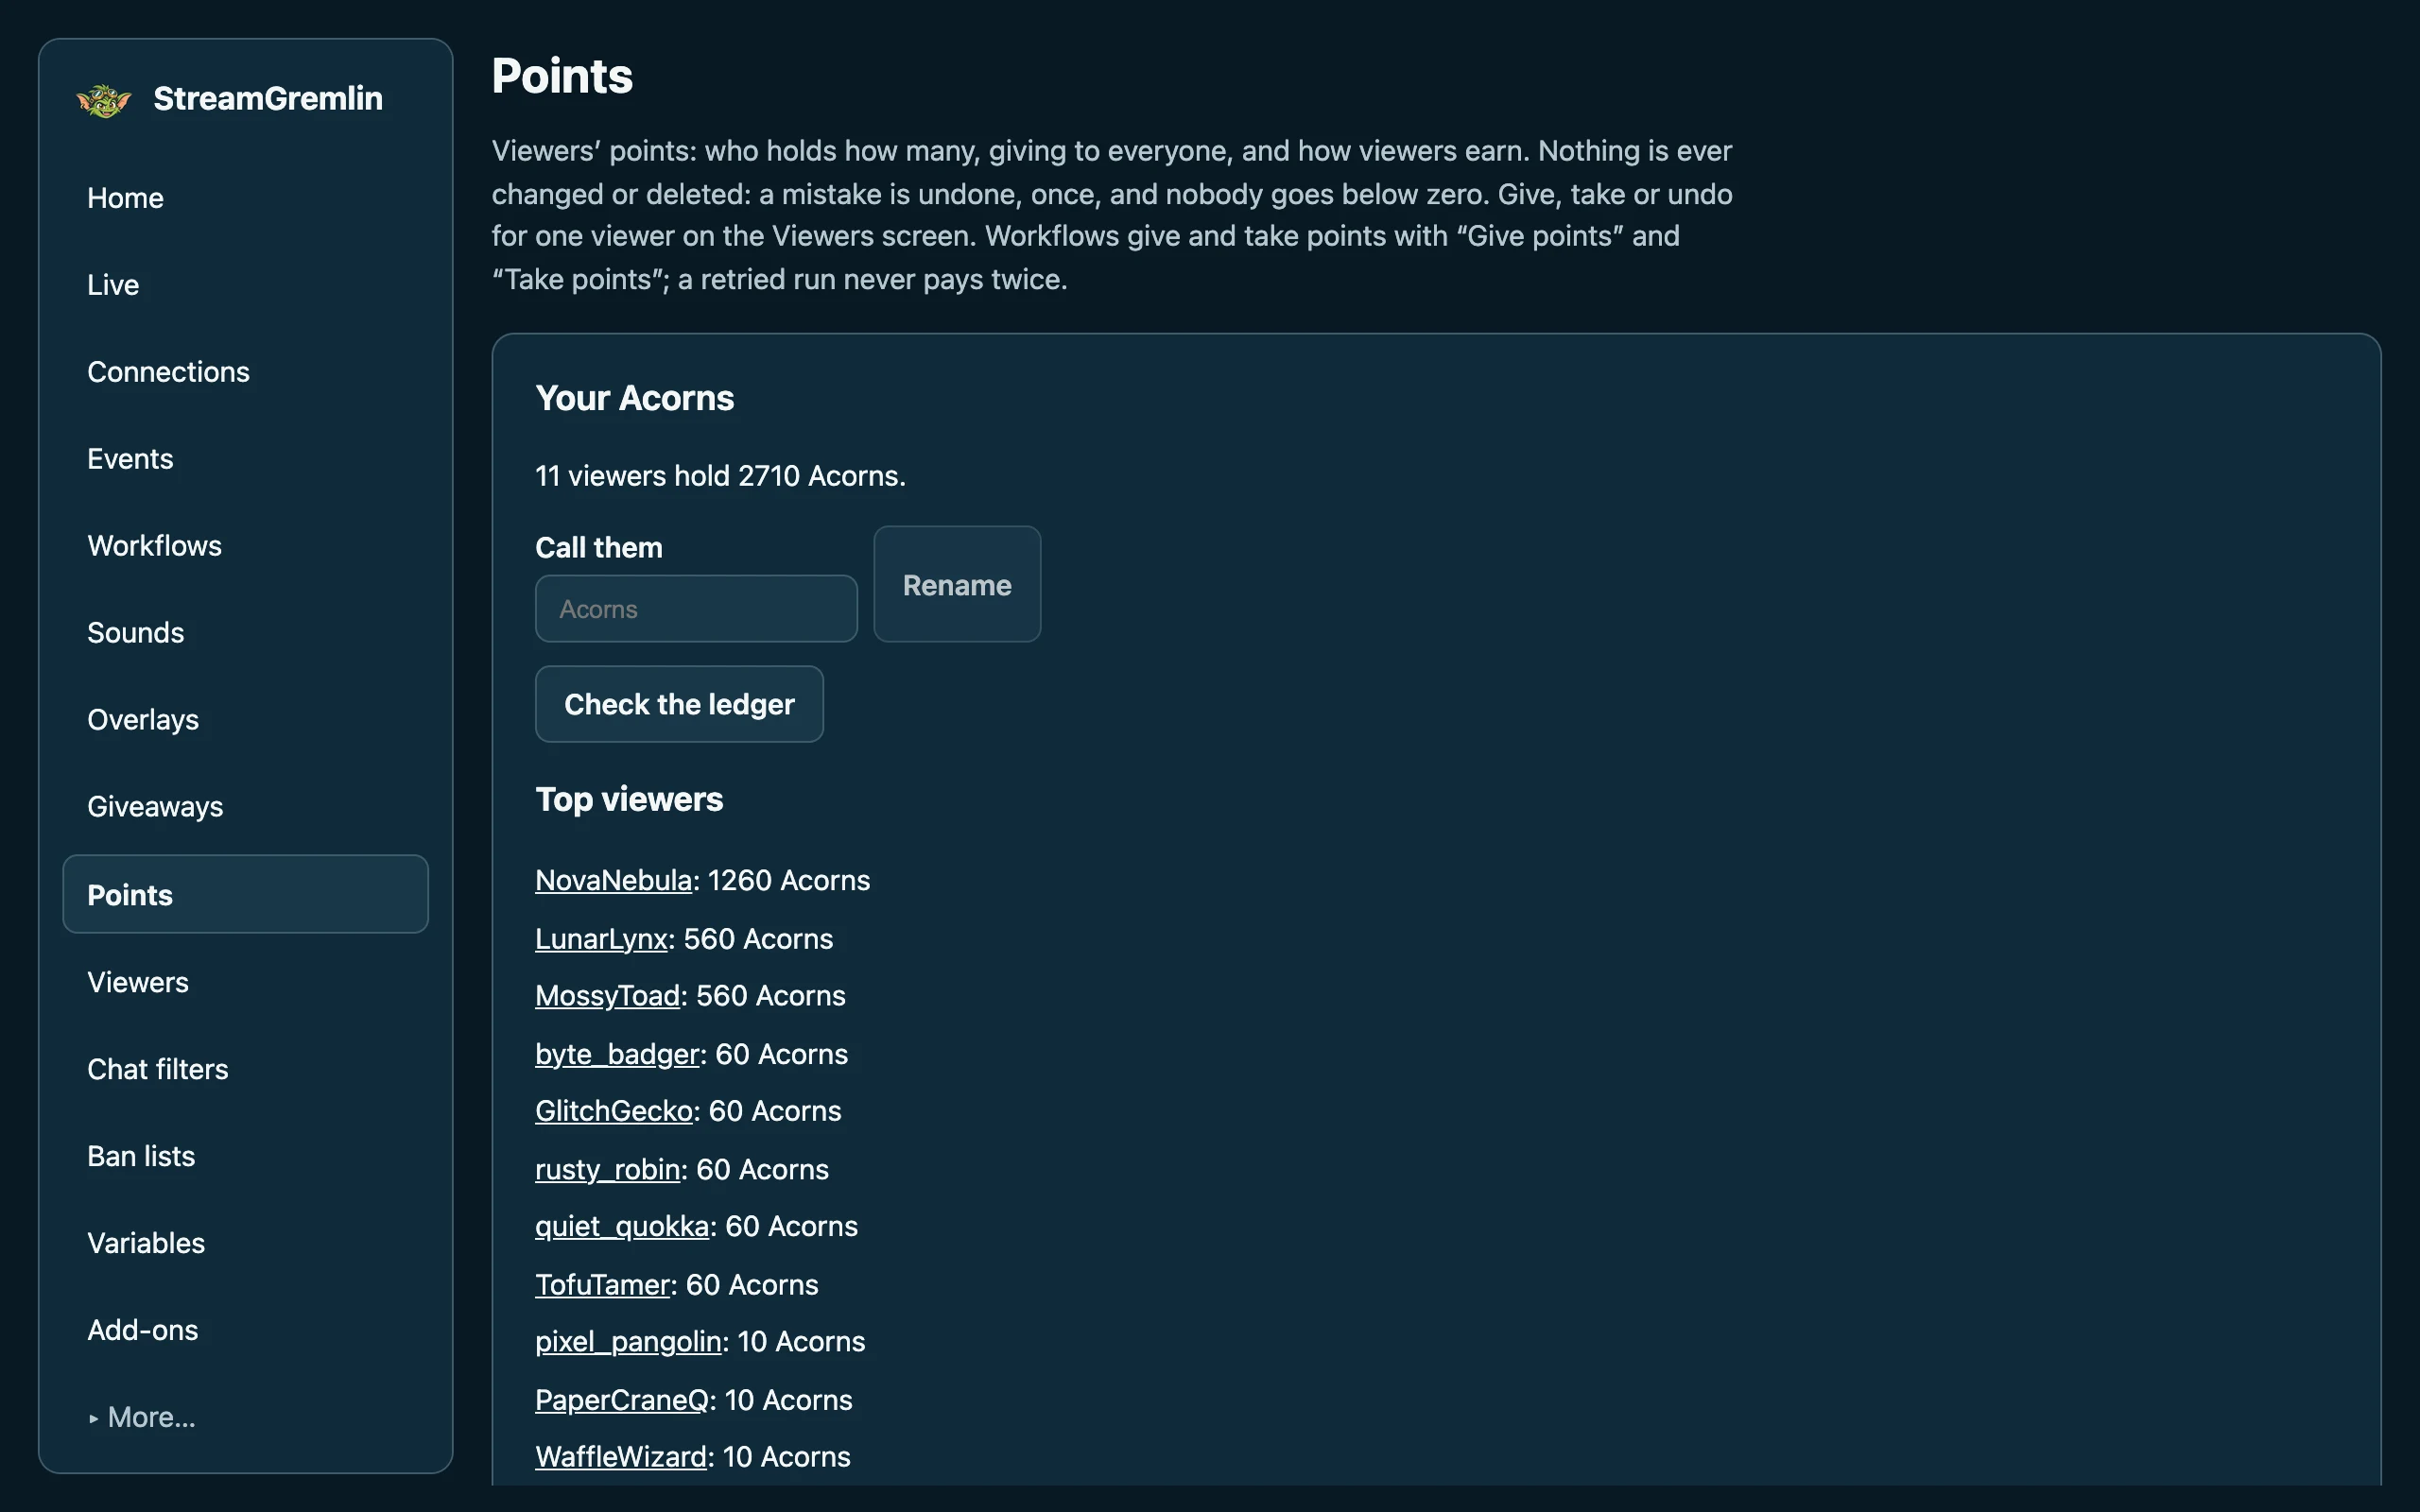 StreamGremlin
Home
Live
Connections
Events
Workflows
Sounds
Overlays
Giveaways
Points
Viewers
Chat filters
Ban lists
Variables
Add-ons
▸ More...
Points
Viewers’ points: who holds how many, giving to everyone, and how viewers earn. Nothing is ever
changed or deleted: a mistake is undone, once, and nobody goes below zero. Give, take or undo
for one viewer on the Viewers screen. Workflows give and take points with “Give points” and
“Take points”; a retried run never pays twice.
Your Acorns
11 viewers hold 2710 Acorns.
Call them
Acorns
Rename
Check the ledger
Top viewers
NovaNebula: 1260 Acorns
LunarLynx: 560 Acorns
MossyToad: 560 Acorns
byte_badger: 60 Acorns
GlitchGecko: 60 Acorns
rusty_robin: 60 Acorns
quiet_quokka: 60 Acorns
TofuTamer: 60 Acorns
pixel_pangolin: 10 Acorns
PaperCraneQ: 10 Acorns
WaffleWizard: 10 Acorns